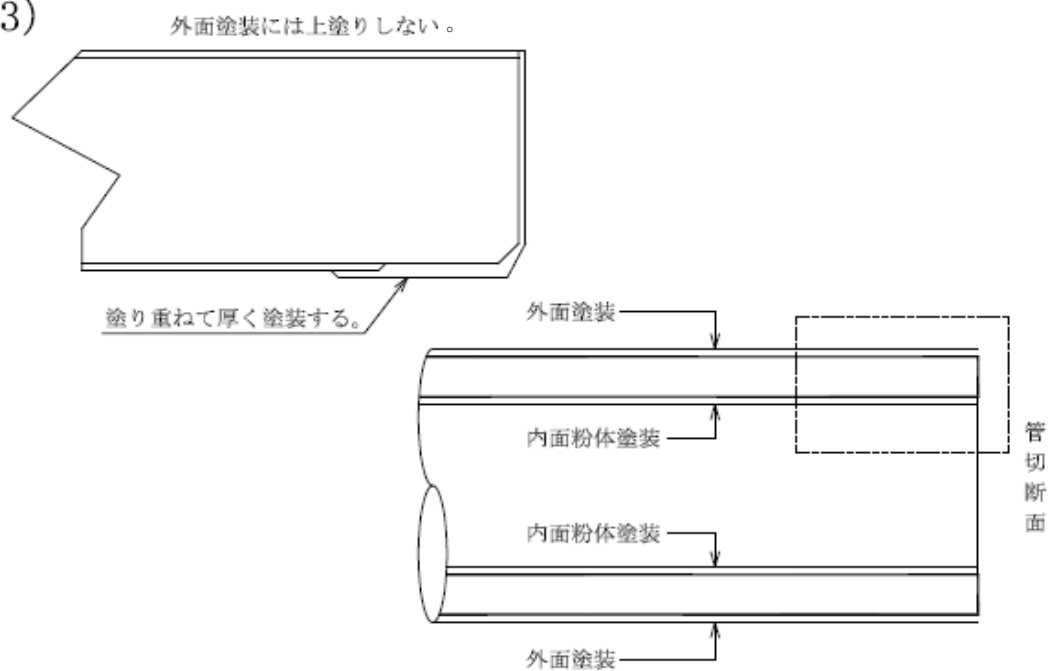 3)
外面塗装には上塗りしない。
塗り重ねて厚く塗装する。
外面塗装
内面粉体塗装
管切断面
内面粉体塗装
外面塗装